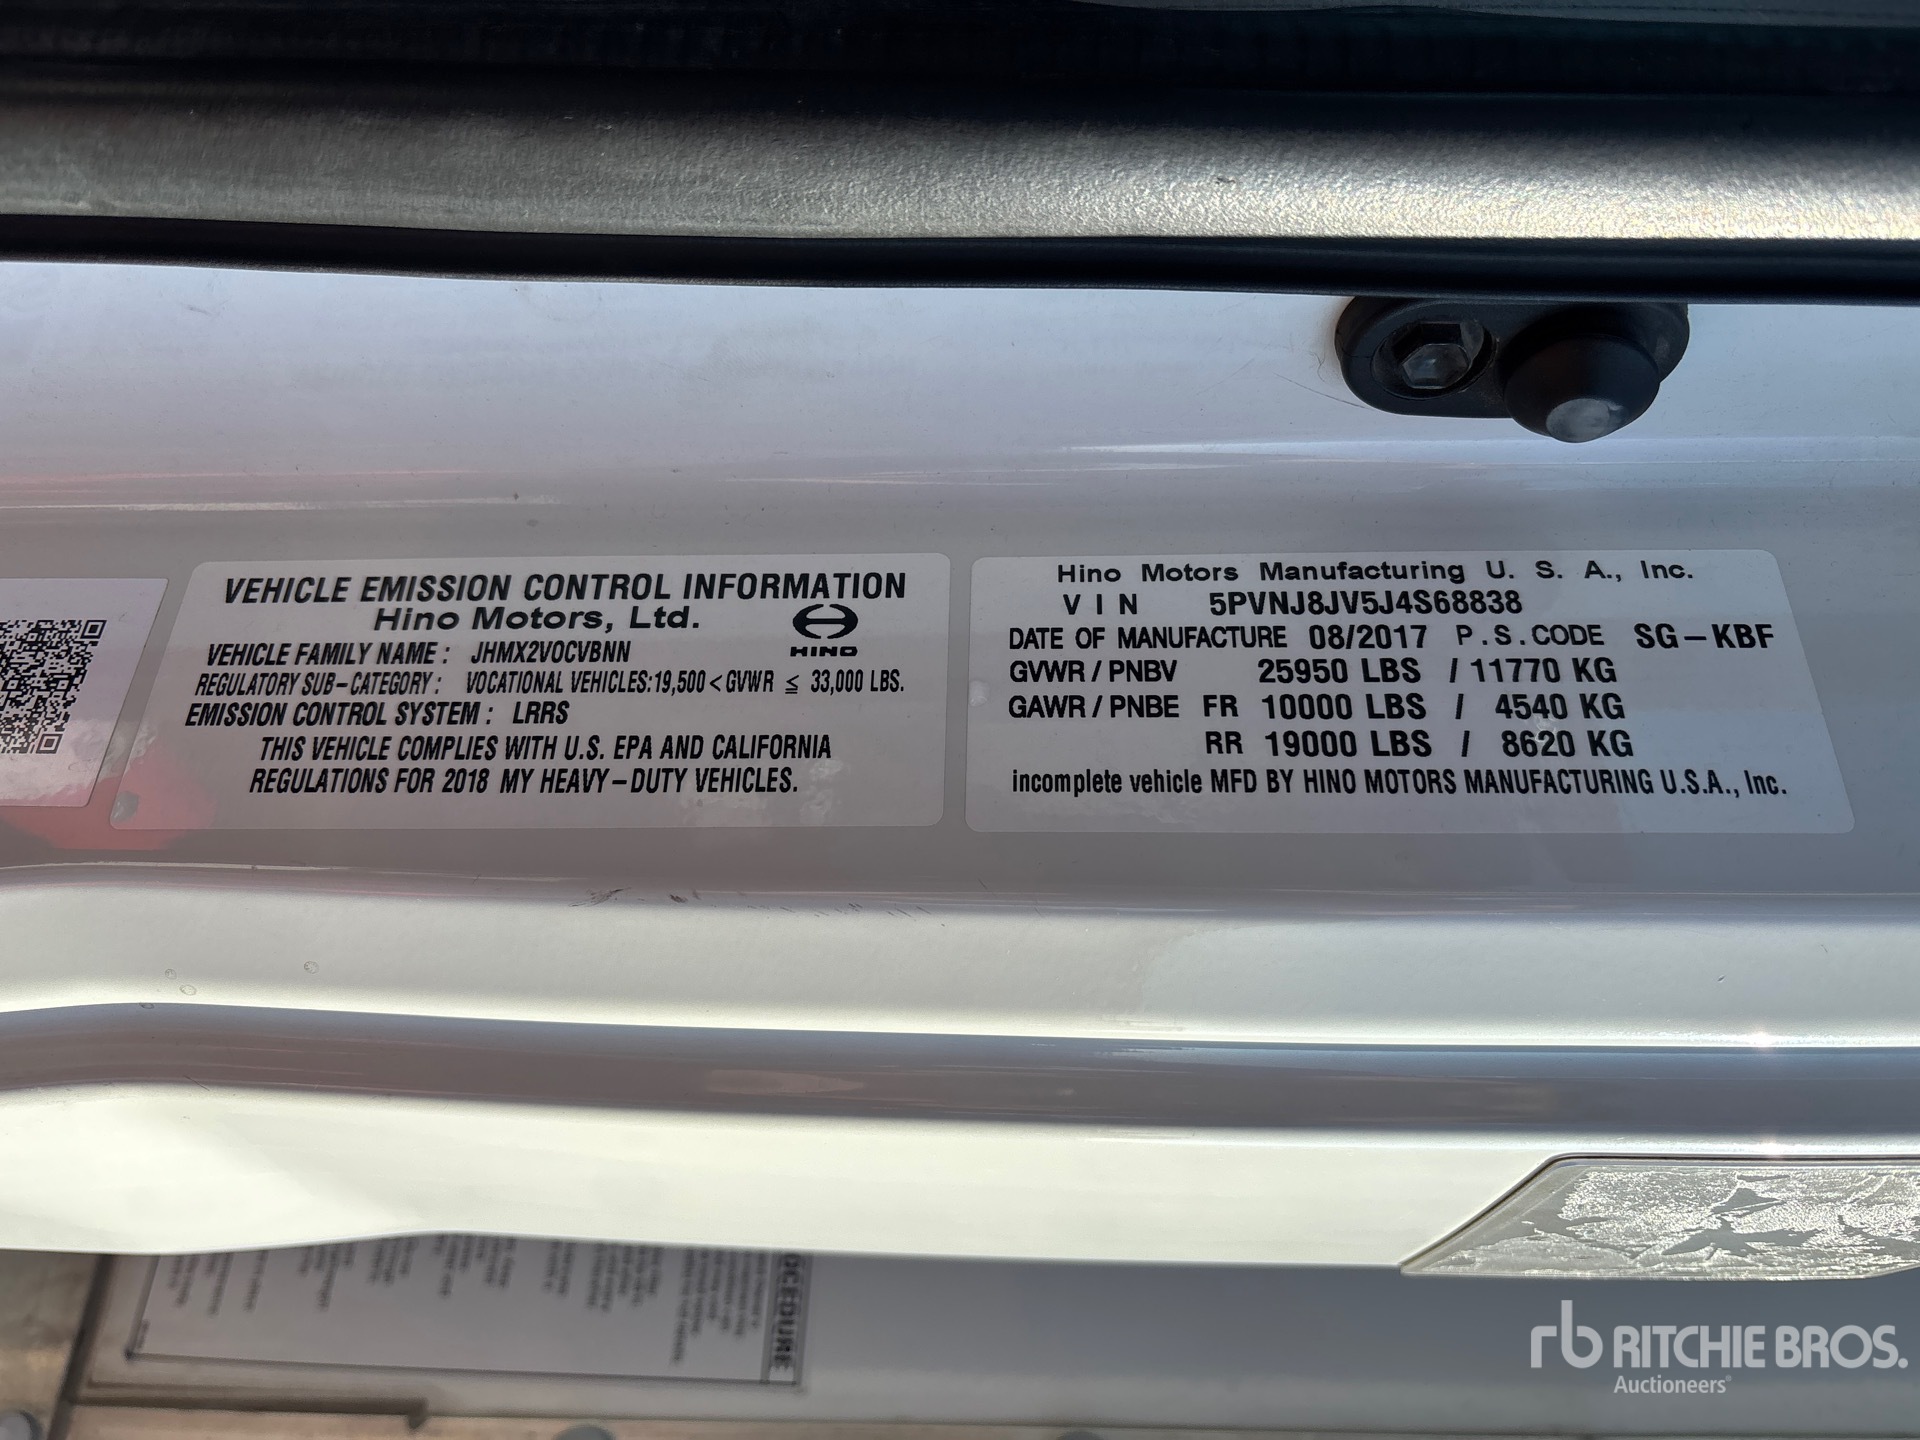 VEHICLE EMISSION CONTROL INFORMATION
Hino Motors, Ltd.
HINO
VEHICLE FAMILY NAME : JHMX2VOCVBNN
REGULATORY SUB-CATEGORY : VOCATIONAL VEHICLES:19,500 < GVWR ≦ 33,000 LBS.
EMISSION CONTROL SYSTEM : LRRS
THIS VEHICLE COMPLIES WITH U.S. EPA AND CALIFORNIA
REGULATIONS FOR 2018 MY HEAVY-DUTY VEHICLES.
Hino Motors Manufacturing U. S. A., Inc.
VIN 5PVNJ8JV5J4S68838
DATE OF MANUFACTURE 08/2017 P.S.CODE SG-KBF
GVWR / PNBV 25950 LBS / 11770 KG
GAWR / PNBE FR 10000 LBS / 4540 KG
RR 19000 LBS / 8620 KG
incomplete vehicle MFD BY HINO MOTORS MANUFACTURING U.S.A., Inc.
rb RITCHIE BROS.
Auctioneers